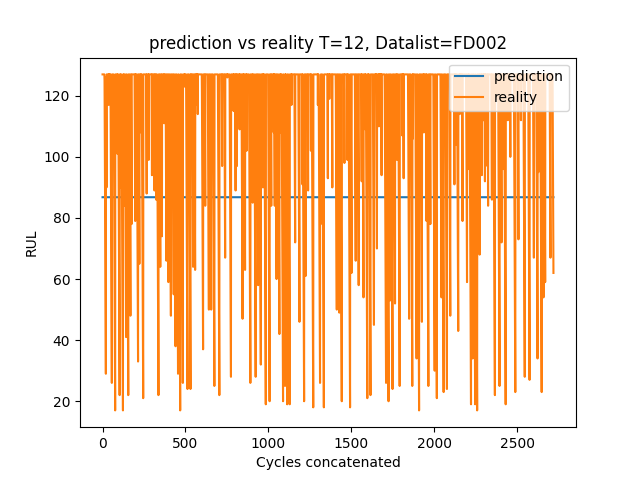 prediction vs reality T=12, Datalist=FD002
prediction
reality
RUL
120
100
80
60
40
20
0
500
1000
1500
2000
2500
Cycles concatenated